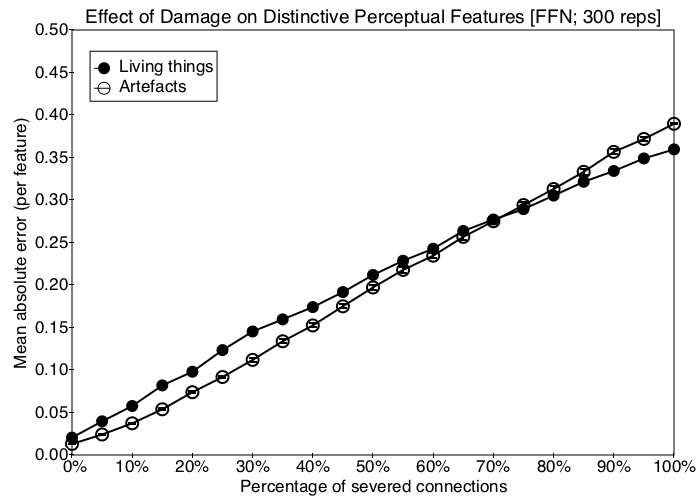 Effect of Damage on Distinctive Perceptual Features [FFN; 300 reps]
0.50
0.45
0.40
0.35
0.30
0.25
0.20
0.15
0.10
0.05
0.00
Mean absolute error (per feature)
Living things
Artefacts
0% 10% 20% 30% 40% 50% 60% 70% 80% 90% 100%
Percentage of severed connections